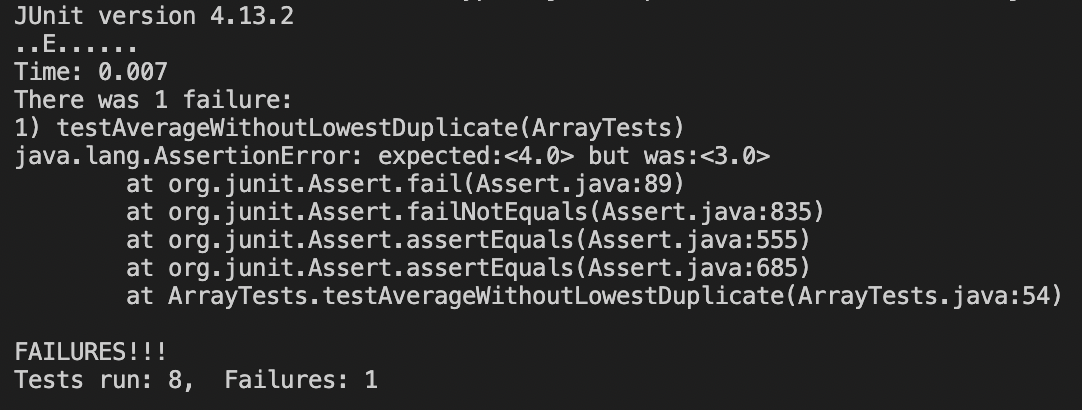 JUnit version 4.13.2
..E......
Time: 0.007
There was 1 failure:
1) testAverageWithoutLowestDuplicate(ArrayTests)
java.lang.AssertionError: expected:<4.0> but was:<3.0>
        at org.junit.Assert.fail(Assert.java:89)
        at org.junit.Assert.failNotEquals(Assert.java:835)
        at org.junit.Assert.assertEquals(Assert.java:555)
        at org.junit.Assert.assertEquals(Assert.java:685)
        at ArrayTests.testAverageWithoutLowestDuplicate(ArrayTests.java:54)

FAILURES!!!
Tests run: 8,  Failures: 1